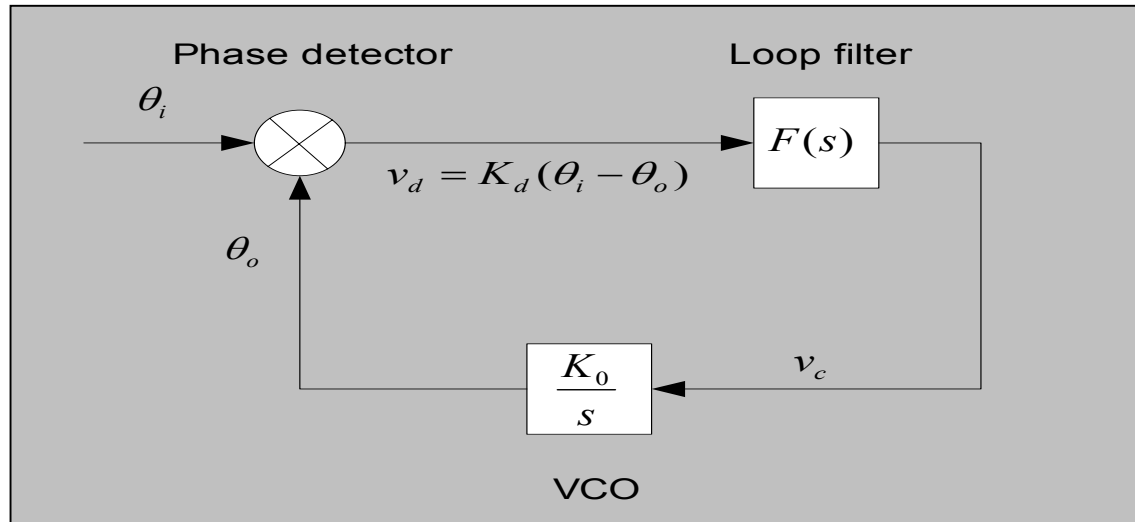 Phase detector
Loop filter
θ_i
F(s)
v_d = K_d(θ_i − θ_o)
θ_o
K_0
s
v_c
VCO